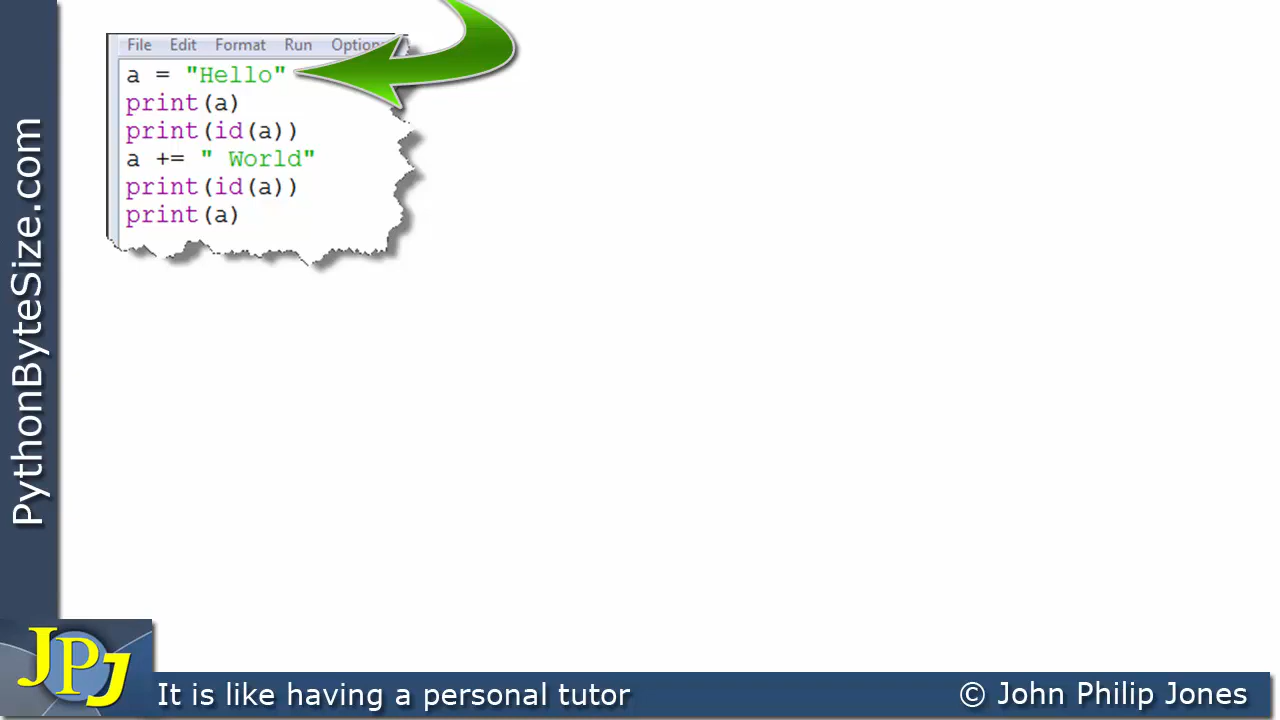 File Edit Format Run Option
a = "Hello"
print(a)
print(id(a))
a += " World"
print(id(a))
print(a)
PythonByteSize.com
JPJ
It is like having a personal tutor
© John Philip Jones